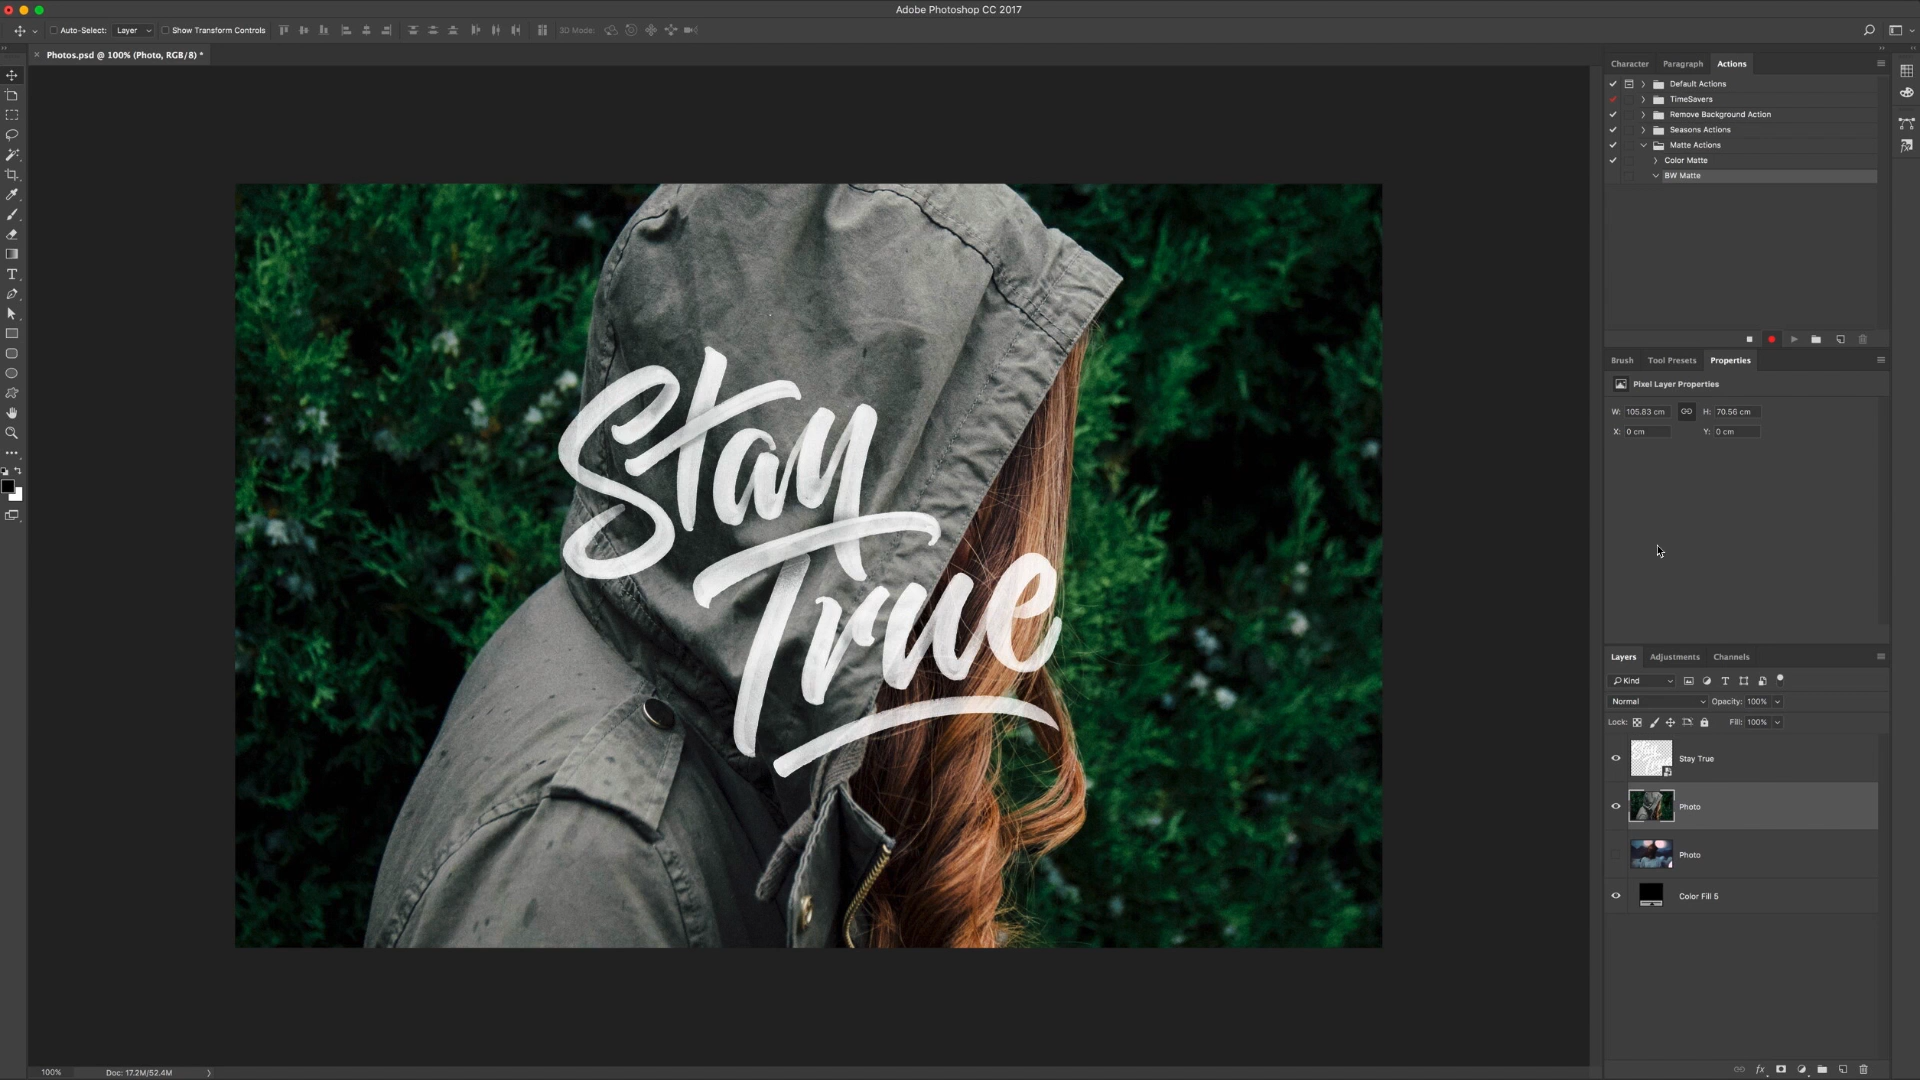 Adobe Photoshop CC 2017
Auto-Select: Layer Show Transform Controls 3D Mode:
Photos.psd @ 100% (Photo, RGB/8) *
Character Paragraph Actions
Default Actions
TimeSavers
Remove Background Action
Seasons Actions
Matte Actions
Color Matte
BW Matte
Stay
True
Brush Tool Presets Properties
Pixel Layer Properties
W: 105.83 cm H: 70.56 cm
X: 0 cm Y: 0 cm
Layers Adjustments Channels
Kind
Normal Opacity: 100%
Lock: Fill: 100%
Stay True
Photo
Photo
Color Fill 5
100% Doc: 17.2M/52.4M